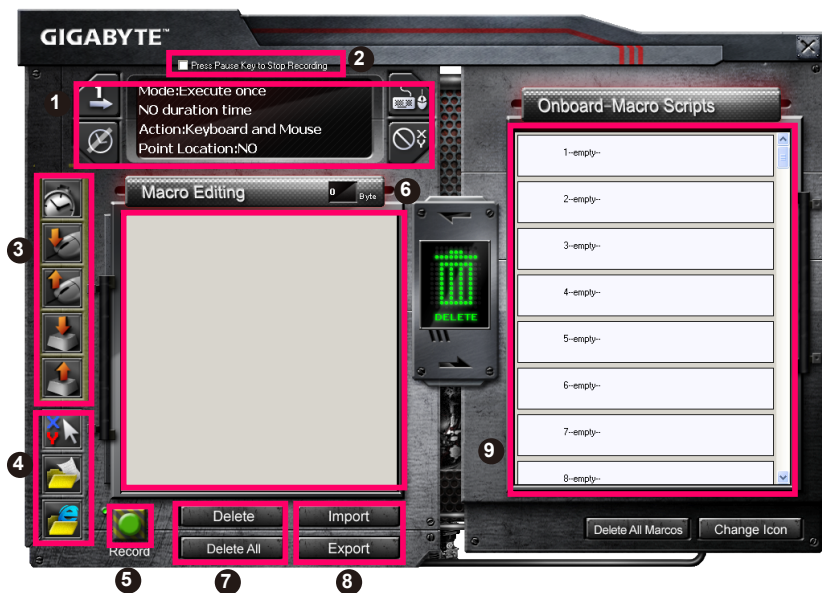 GIGABYTE™
2
Press Pause Key to Stop Recording
1
1
Mode:Execute once
NO duration time
Action:Keyboard and Mouse
Point Location:NO
X
Y
Onboard-Macro Scripts
Macro Editing
0
Byte
6
3
DELETE
1--empty--
2--empty--
3--empty--
4--empty--
5--empty--
6--empty--
7--empty--
8--empty--
9
X
Y
4
Record
Delete
Import
Delete All
Export
Delete All Marcos
Change Icon
5
7
8